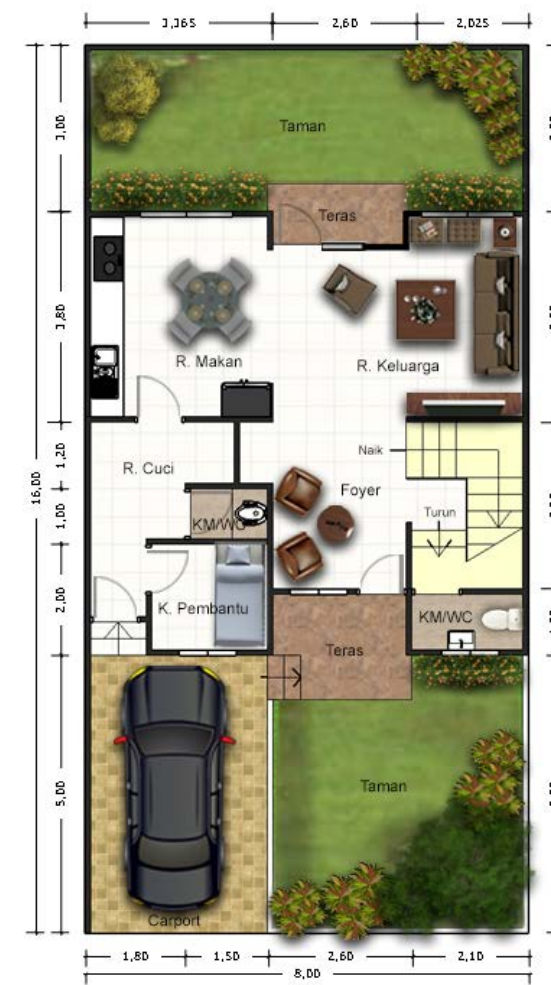 3,365 2,60 2,025
Taman
3,00
Teras
R. Makan
R. Keluarga
3,80
Naik
R. Cuci
1,20
Foyer
16,00
Turun
KM/WC
1,00
K. Pembantu
2,00
KM/WC
Teras
Taman
5,00
Carport
1,80 1,50 2,60 2,10
8,00